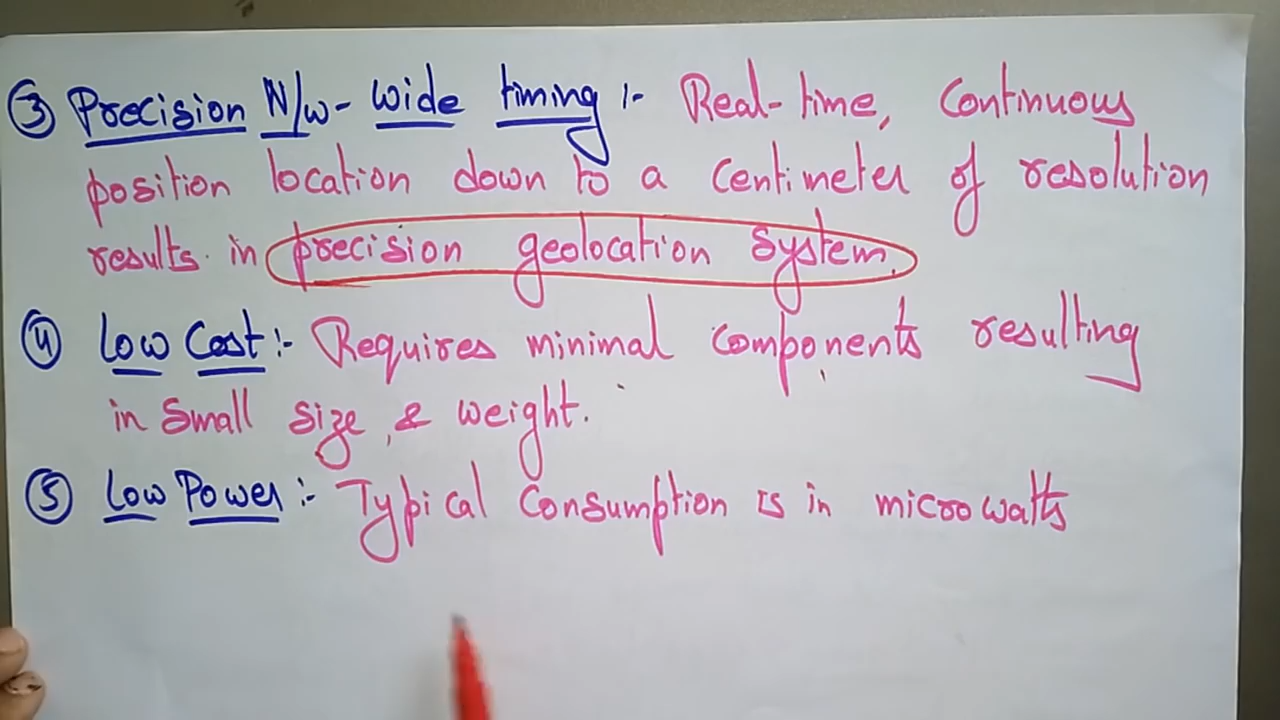 ③ Precision N/w - wide timing :- Real-time, Continuous
position location down to a centimeter of resolution
results in precision geolocation system.
④ Low Cost :- Requires minimal components resulting
in small size, & weight.
⑤ Low Power :- Typical Consumption is in microwatts